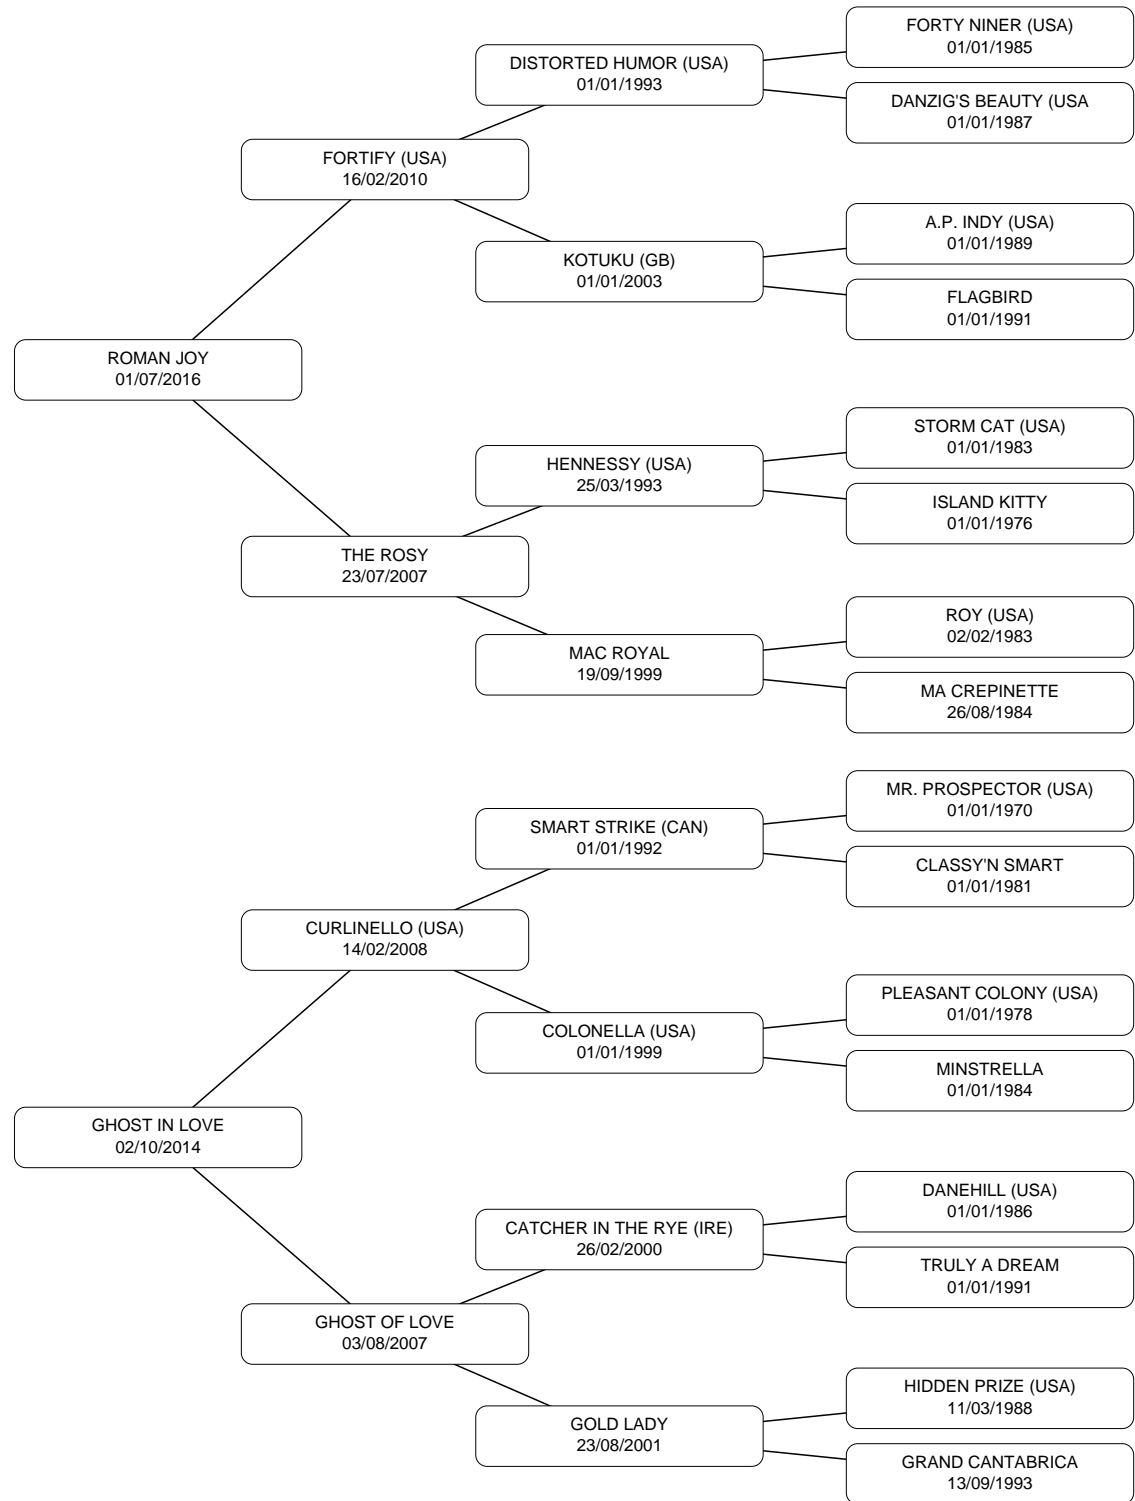 FORTY NINER (USA)
01/01/1985
DISTORTED HUMOR (USA)
01/01/1993
DANZIG'S BEAUTY (USA
01/01/1987
FORTIFY (USA)
16/02/2010
A.P. INDY (USA)
01/01/1989
KOTUKU (GB)
01/01/2003
FLAGBIRD
01/01/1991
ROMAN JOY
01/07/2016
STORM CAT (USA)
01/01/1983
HENNESSY (USA)
25/03/1993
ISLAND KITTY
01/01/1976
THE ROSY
23/07/2007
ROY (USA)
02/02/1983
MAC ROYAL
19/09/1999
MA CREPINETTE
26/08/1984
MR. PROSPECTOR (USA)
01/01/1970
SMART STRIKE (CAN)
01/01/1992
CLASSY'N SMART
01/01/1981
CURLINELLO (USA)
14/02/2008
PLEASANT COLONY (USA)
01/01/1978
COLONELLA (USA)
01/01/1999
MINSTRELLA
01/01/1984
GHOST IN LOVE
02/10/2014
DANEHILL (USA)
01/01/1986
CATCHER IN THE RYE (IRE)
26/02/2000
TRULY A DREAM
01/01/1991
GHOST OF LOVE
03/08/2007
HIDDEN PRIZE (USA)
11/03/1988
GOLD LADY
23/08/2001
GRAND CANTABRICA
13/09/1993